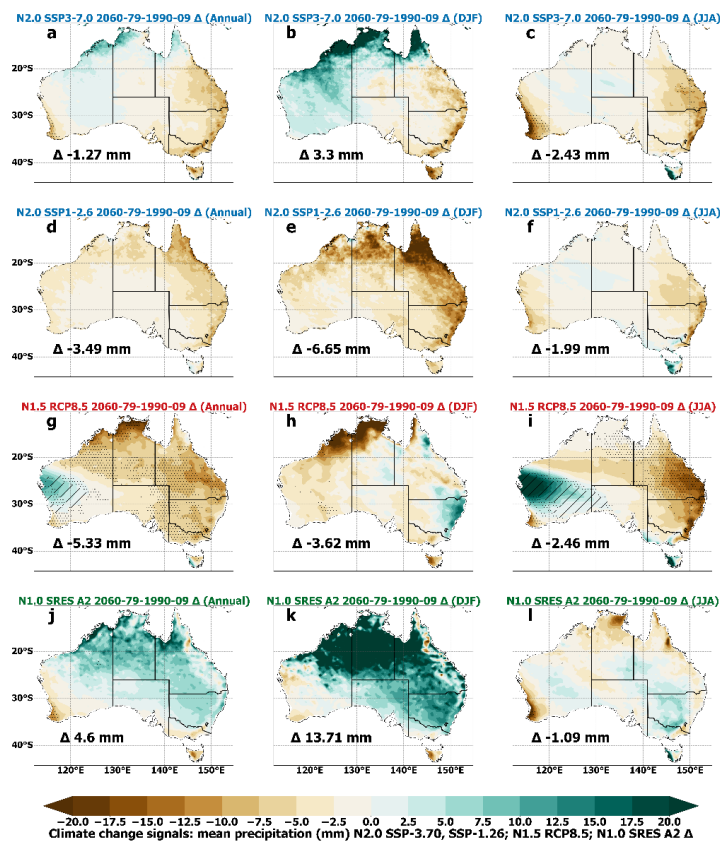 N2.0 SSP3-7.0 2060-79-1990-09 Δ (Annual)
N2.0 SSP3-7.0 2060-79-1990-09 Δ (DJF)
N2.0 SSP3-7.0 2060-79-1990-09 Δ (JJA)
a
b
c
20°S
30°S
40°S
Δ -1.27 mm
Δ 3.3 mm
Δ -2.43 mm
N2.0 SSP1-2.6 2060-79-1990-09 Δ (Annual)
N2.0 SSP1-2.6 2060-79-1990-09 Δ (DJF)
N2.0 SSP1-2.6 2060-79-1990-09 Δ (JJA)
d
e
f
20°S
30°S
40°S
Δ -3.49 mm
Δ -6.65 mm
Δ -1.99 mm
N1.5 RCP8.5 2060-79-1990-09 Δ (Annual)
N1.5 RCP8.5 2060-79-1990-09 Δ (DJF)
N1.5 RCP8.5 2060-79-1990-09 Δ (JJA)
g
h
i
20°S
30°S
40°S
Δ -5.33 mm
Δ -3.62 mm
Δ -2.46 mm
N1.0 SRES A2 2060-79-1990-09 Δ (Annual)
N1.0 SRES A2 2060-79-1990-09 Δ (DJF)
N1.0 SRES A2 2060-79-1990-09 Δ (JJA)
j
k
l
20°S
30°S
40°S
Δ 4.6 mm
Δ 13.71 mm
Δ -1.09 mm
120°E 130°E 140°E 150°E
120°E 130°E 140°E 150°E
120°E 130°E 140°E 150°E
−20.0 −17.5 −15.0 −12.5 −10.0 −7.5 −5.0 −2.5 0.0 2.5 5.0 7.5 10.0 12.5 15.0 17.5 20.0
Climate change signals: mean precipitation (mm) N2.0 SSP-3.70, SSP-1.26; N1.5 RCP8.5; N1.0 SRES A2 Δ